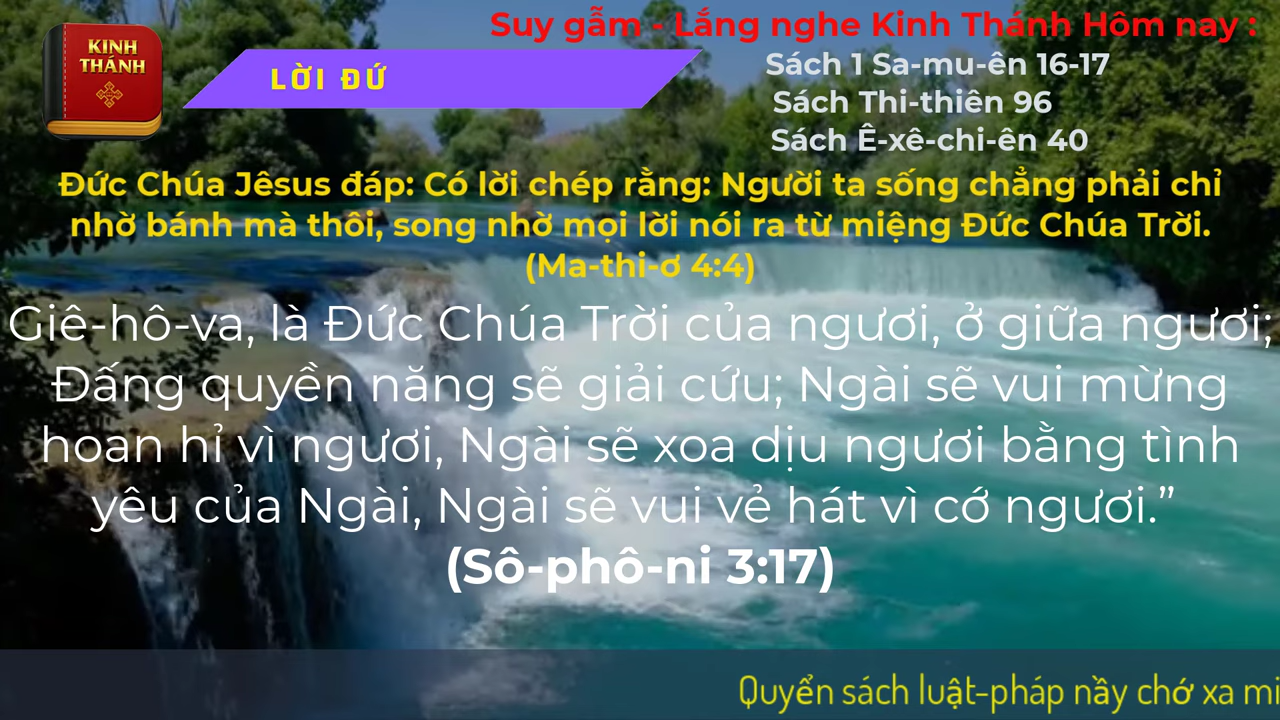 KINH
THÁNH
LỜI ĐỨ
Suy gẫm - Lắng nghe Kinh Thánh Hôm nay :
Sách 1 Sa-mu-ên 16-17
Sách Thi-thiên 96
Sách Ê-xê-chi-ên 40
Đức Chúa Jêsus đáp: Có lời chép rằng: Người ta sống chẳng phải chỉ
nhờ bánh mà thôi, song nhờ mọi lời nói ra từ miệng Đức Chúa Trời.
(Ma-thi-ơ 4:4)
Giê-hô-va, là Đức Chúa Trời của ngươi, ở giữa ngươi;
Đấng quyền năng sẽ giải cứu; Ngài sẽ vui mừng
hoan hỉ vì ngươi, Ngài sẽ xoa dịu ngươi bằng tình
yêu của Ngài, Ngài sẽ vui vẻ hát vì cớ ngươi.”
(Sô-phô-ni 3:17)
Quyển sách luật-pháp nầy chớ xa mi